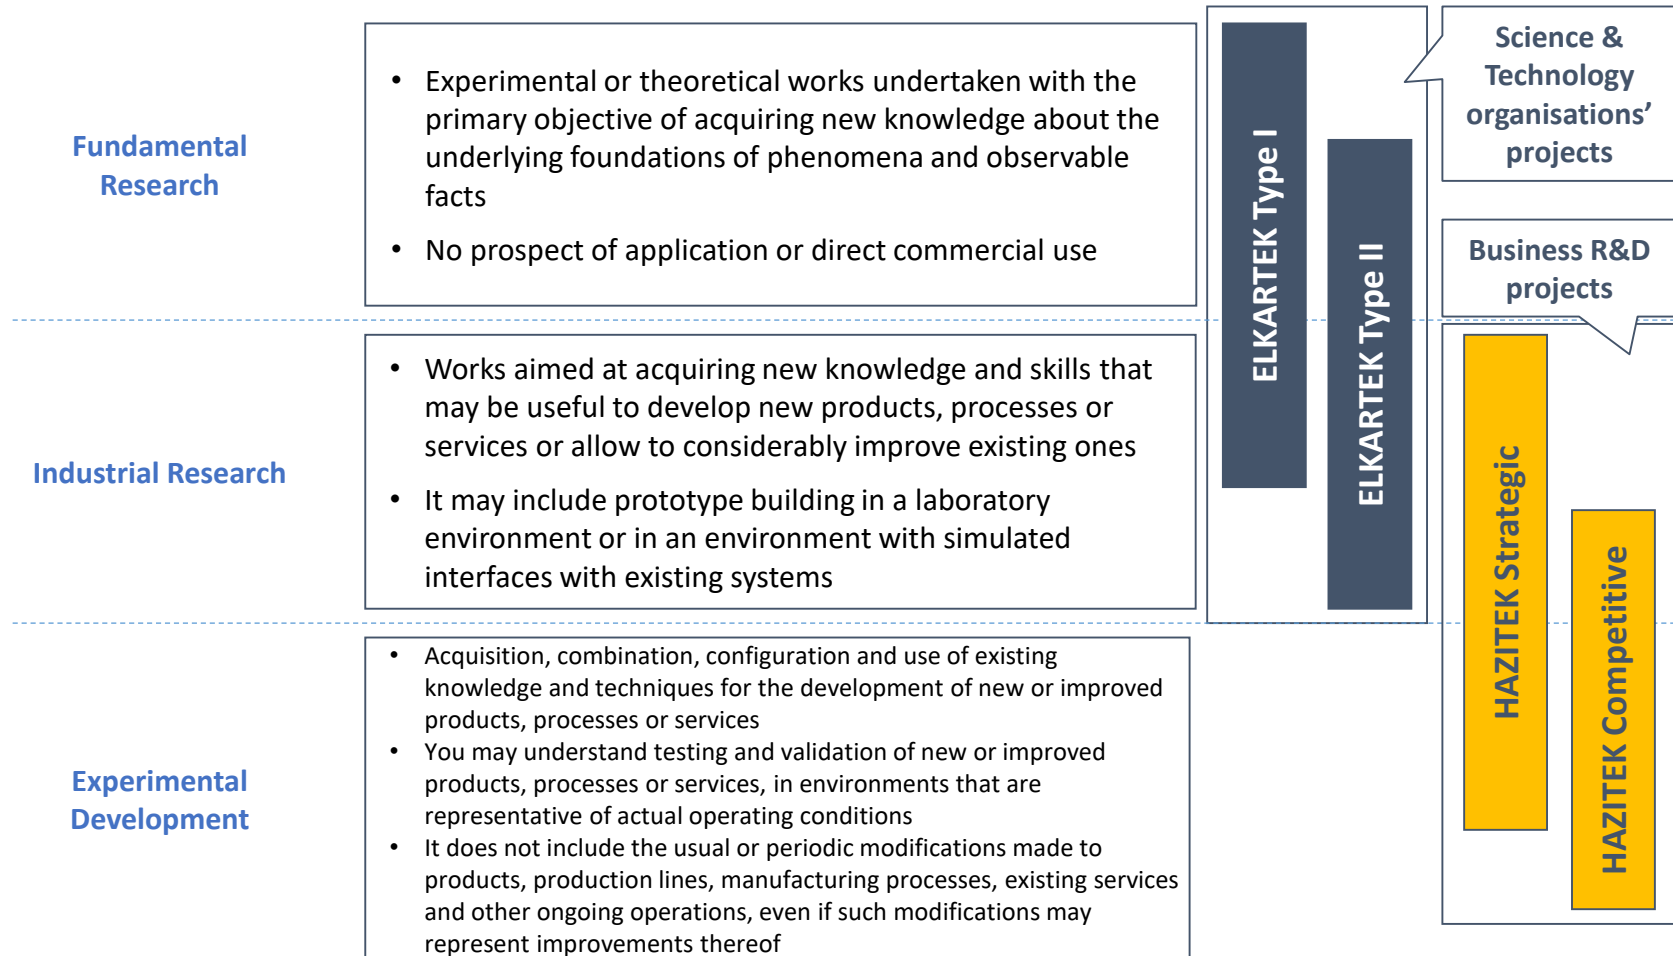 Fundamental
Research
• Experimental or theoretical works undertaken with the
primary objective of acquiring new knowledge about the
underlying foundations of phenomena and observable
facts
• No prospect of application or direct commercial use
Industrial Research
• Works aimed at acquiring new knowledge and skills that
may be useful to develop new products, processes or
services or allow to considerably improve existing ones
• It may include prototype building in a laboratory
environment or in an environment with simulated
interfaces with existing systems
Experimental
Development
• Acquisition, combination, configuration and use of existing
knowledge and techniques for the development of new or improved
products, processes or services
• You may understand testing and validation of new or improved
products, processes or services, in environments that are
representative of actual operating conditions
• It does not include the usual or periodic modifications made to
products, production lines, manufacturing processes, existing services
and other ongoing operations, even if such modifications may
represent improvements thereof
ELKARTEK Type I
ELKARTEK Type II
Science &
Technology
organisations’
projects
Business R&D
projects
HAZITEK Strategic
HAZITEK Competitive